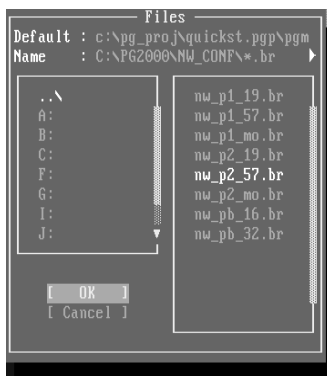 Files
Default : c:\pg_proj\quickst.pgp\pgm
Name : C:\PG2000\NW_CONF\*.br
..\
A:
B:
C:
F:
G:
I:
J:
nw_p1_19.br
nw_p1_57.br
nw_p1_mo.br
nw_p2_19.br
nw_p2_57.br
nw_p2_mo.br
nw_pb_16.br
nw_pb_32.br
[ OK ]
[ Cancel ]